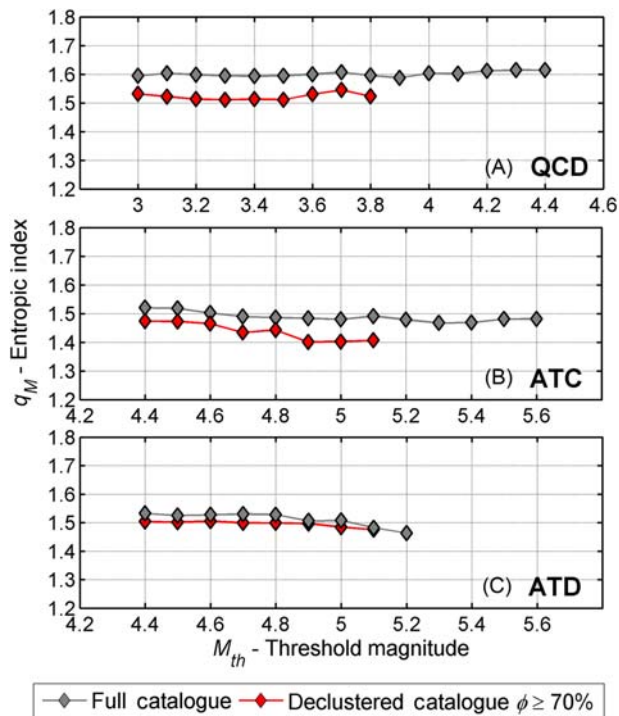 1.8
1.7
1.6
1.5
1.4
1.3
1.2
(A) QCD
3 3.2 3.4 3.6 3.8 4 4.2 4.4 4.6
1.8
1.7
1.6
1.5
1.4
1.3
1.2
q_M - Entropic index
(B) ATC
4.2 4.4 4.6 4.8 5 5.2 5.4 5.6
1.8
1.7
1.6
1.5
1.4
1.3
1.2
(C) ATD
4.2 4.4 4.6 4.8 5 5.2 5.4 5.6
M_th - Threshold magnitude
Full catalogue Declustered catalogue ϕ ≥ 70%